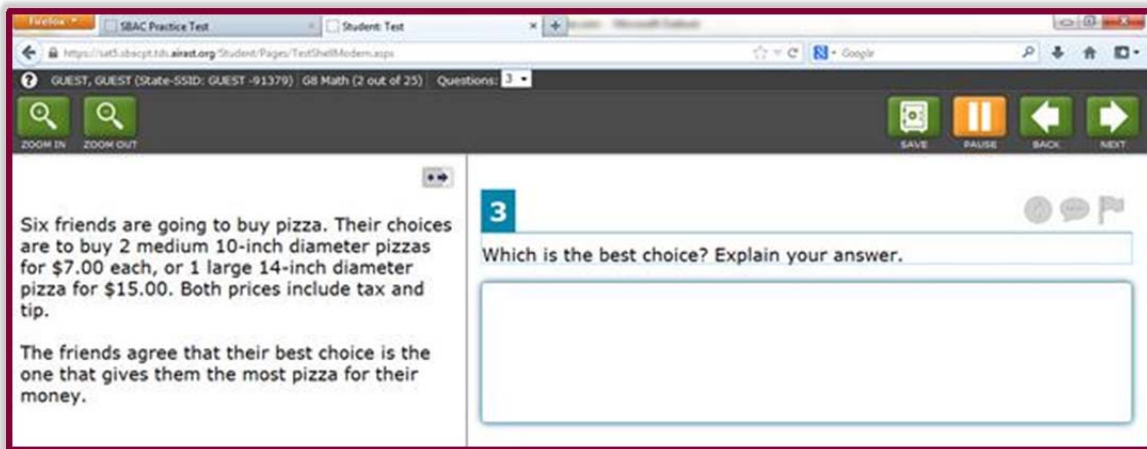 Firefox
SBAC Practice Test
Student: Test
https://sat5.sbacpt.tds.airast.org/Student/Pages/TestShellModern.aspx
Google
GUEST, GUEST (State-SSID: GUEST -91379) G8 Math (2 out of 25) Questions: 3
ZOOM IN ZOOM OUT
SAVE PAUSE BACK NEXT
Six friends are going to buy pizza. Their choices
are to buy 2 medium 10-inch diameter pizzas
for $7.00 each, or 1 large 14-inch diameter
pizza for $15.00. Both prices include tax and
tip.
The friends agree that their best choice is the
one that gives them the most pizza for their
money.
3
Which is the best choice? Explain your answer.